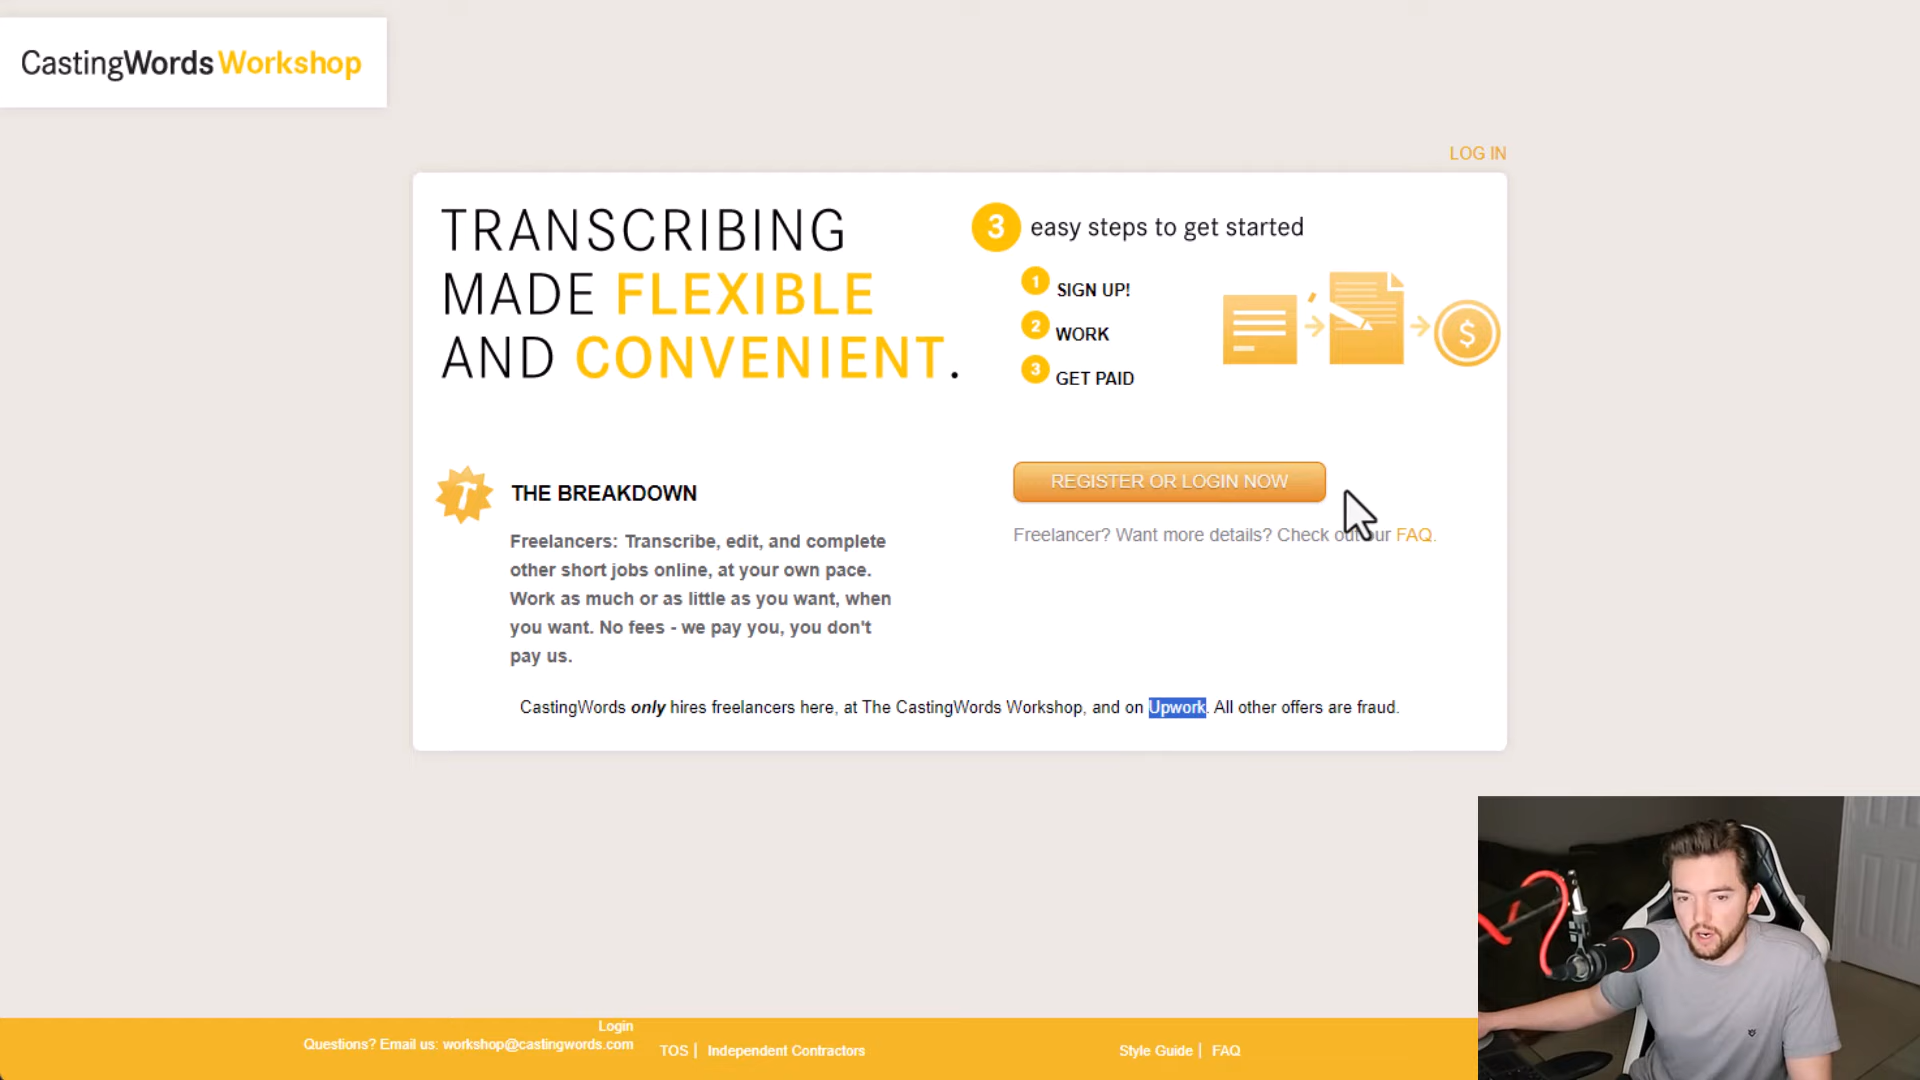 CastingWords Workshop
LOG IN
TRANSCRIBING
MADE FLEXIBLE
AND CONVENIENT.
3 easy steps to get started
1 SIGN UP!
2 WORK
3 GET PAID
$
THE BREAKDOWN
Freelancers: Transcribe, edit, and complete
other short jobs online, at your own pace.
Work as much or as little as you want, when
you want. No fees - we pay you, you don't
pay us.
REGISTER OR LOGIN NOW
Freelancer? Want more details? Check out our FAQ.
CastingWords only hires freelancers here, at The CastingWords Workshop, and on Upwork. All other offers are fraud.
Login
Questions? Email us: workshop@castingwords.com
TOS | Independent Contractors
Style Guide | FAQ